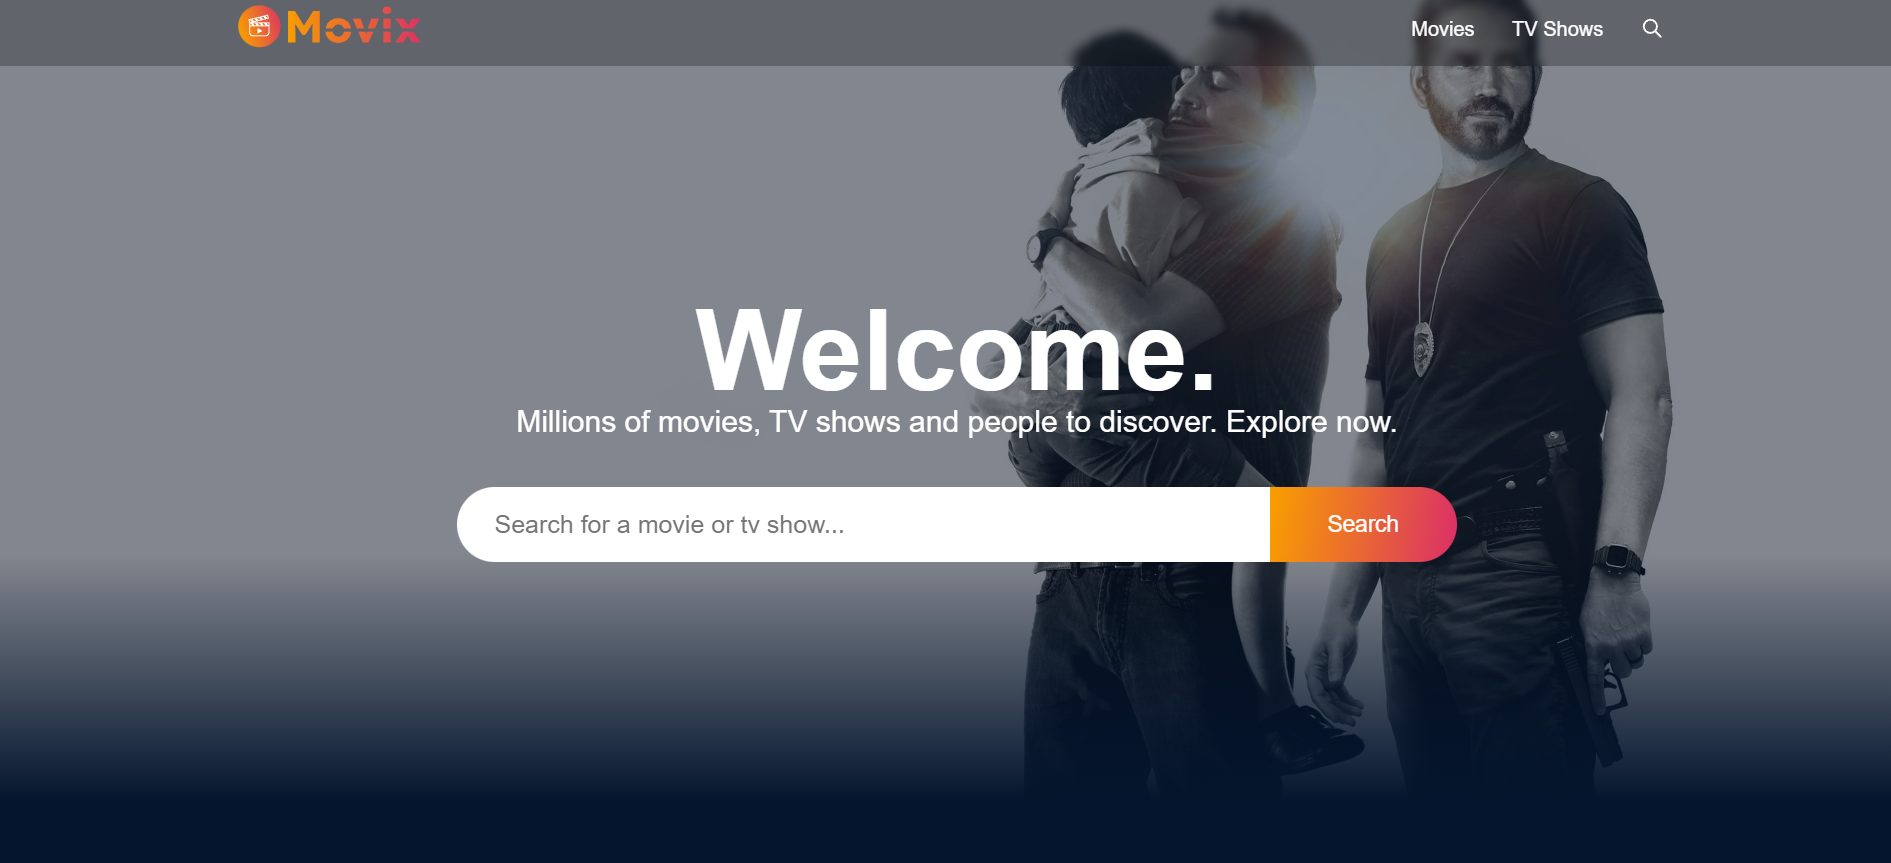 Movix
Movies
TV Shows
Welcome.
Millions of movies, TV shows and people to discover. Explore now.
Search for a movie or tv show...
Search